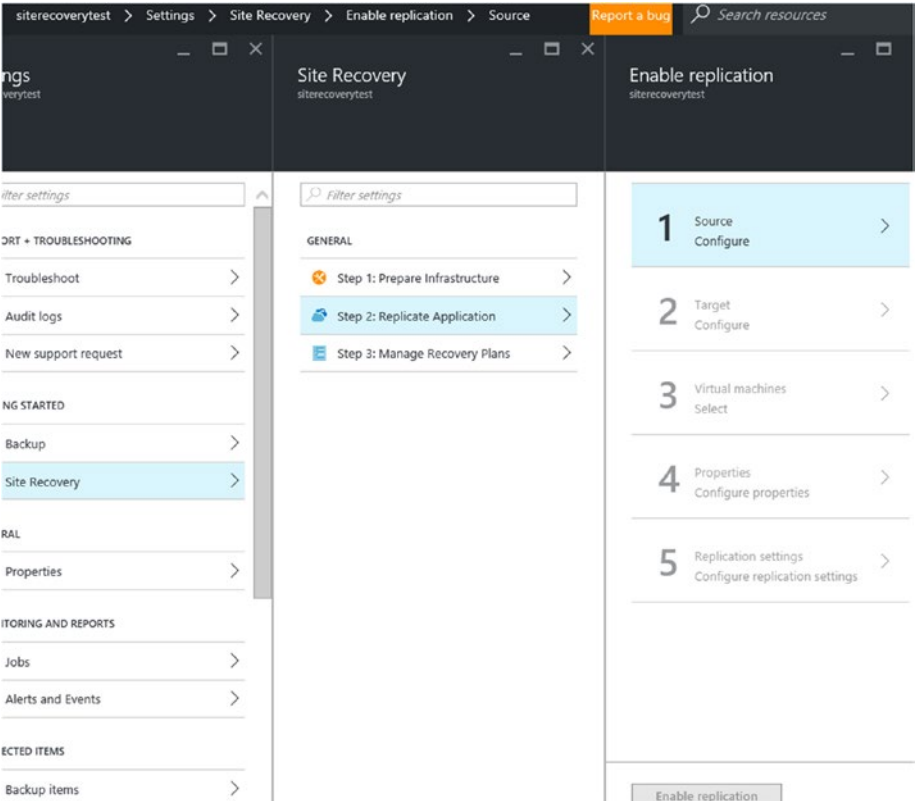 siterecoverytest > Settings > Site Recovery > Enable replication > Source
Report a bug
Search resources
ngs
verytest
ilter settings
ORT + TROUBLESHOOTING
Troubleshoot
Audit logs
New support request
NG STARTED
Backup
Site Recovery
RAL
Properties
ITORING AND REPORTS
Jobs
Alerts and Events
ECTED ITEMS
Backup items
Site Recovery
siterecoverytest
Filter settings
GENERAL
Step 1: Prepare Infrastructure
Step 2: Replicate Application
Step 3: Manage Recovery Plans
Enable replication
siterecoverytest
1 Source
Configure
2 Target
Configure
3 Virtual machines
Select
4 Properties
Configure properties
5 Replication settings
Configure replication settings
Enable replication